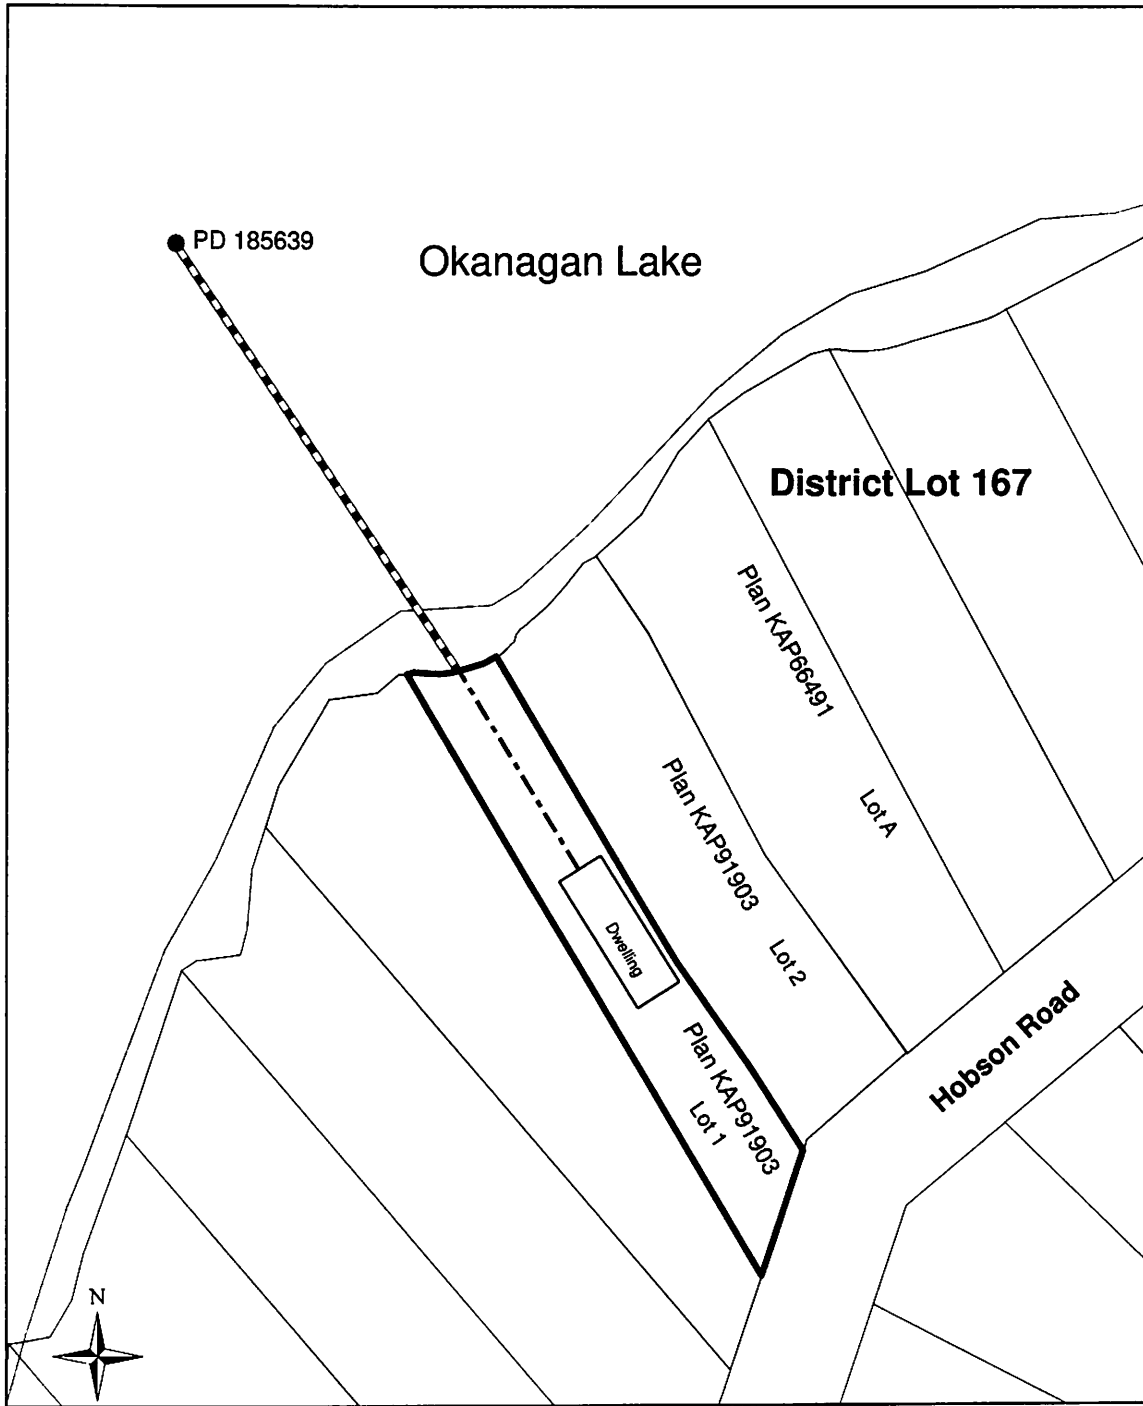 PD 185639
Okanagan Lake
District Lot 167
Plan KAP66491
Lot A
Plan KAP91903
Lot 2
Dwelling
Plan KAP91903
Lot 1
Hobson Road
N